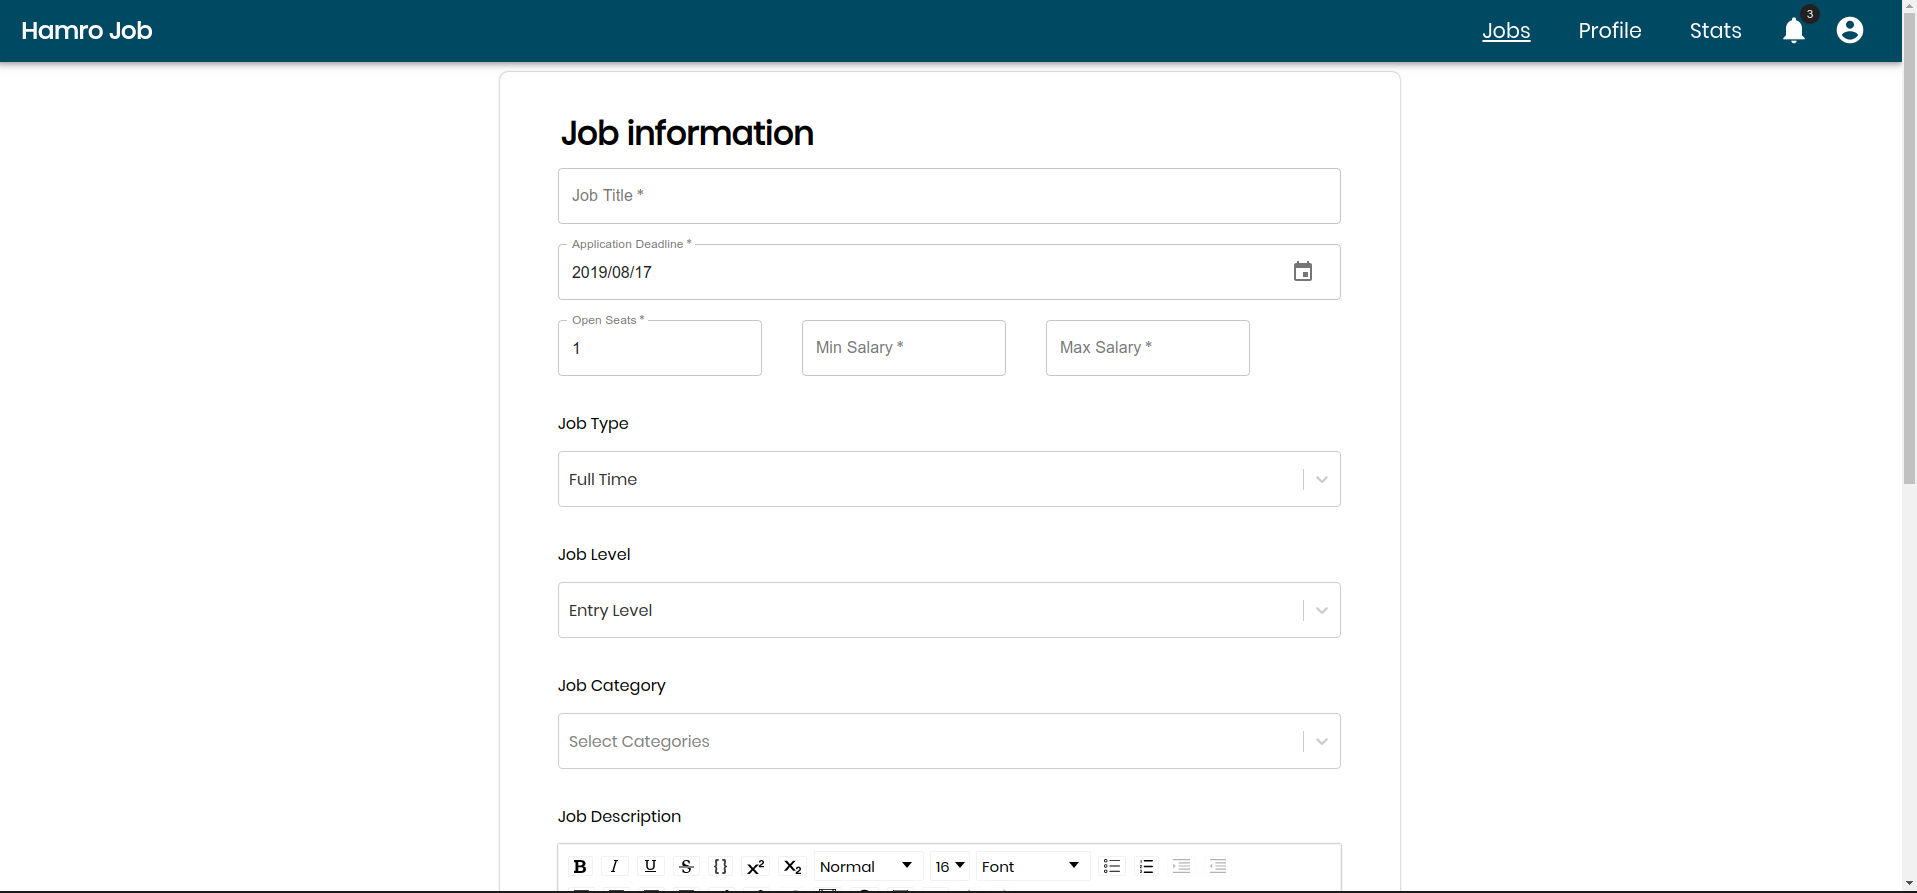 Hamro Job Jobs Profile Stats 3
Job information
Job Title *
Application Deadline *
2019/08/17
Open Seats *
1 Min Salary * Max Salary *
Job Type
Full Time
Job Level
Entry Level
Job Category
Select Categories
Job Description
B I U S {} X² X₂ Normal 16 Font